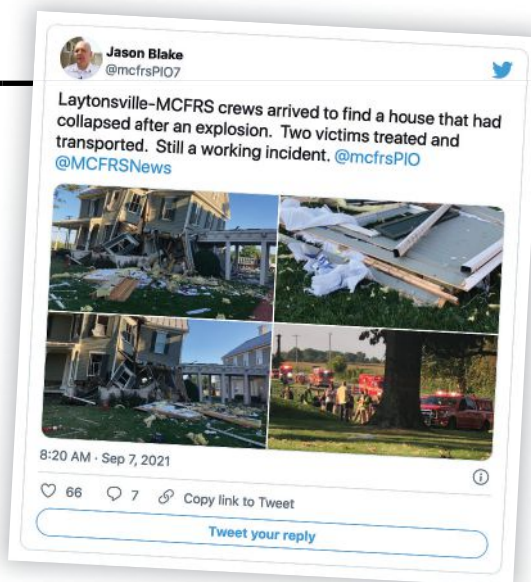 Jason Blake
@mcfrsPIO7
Laytonsville-MCFRS crews arrived to find a house that had
collapsed after an explosion. Two victims treated and
transported. Still a working incident. @mcfrsPIO
@MCFRSNews
8:20 AM · Sep 7, 2021
66 7 Copy link to Tweet
Tweet your reply